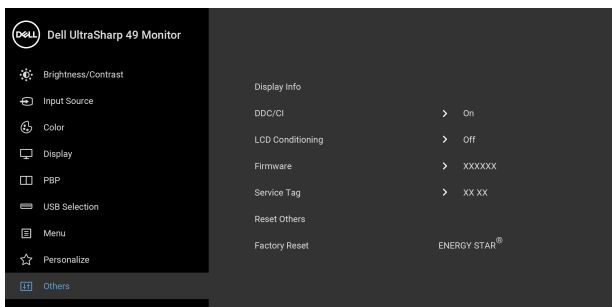 DELL Dell UltraSharp 49 Monitor
Brightness/Contrast
Input Source
Color
Display
PBP
USB Selection
Menu
Personalize
Others
Display Info
DDC/CI > On
LCD Conditioning > Off
Firmware > XXXXXX
Service Tag > XX XX
Reset Others
Factory Reset ENERGY STAR®